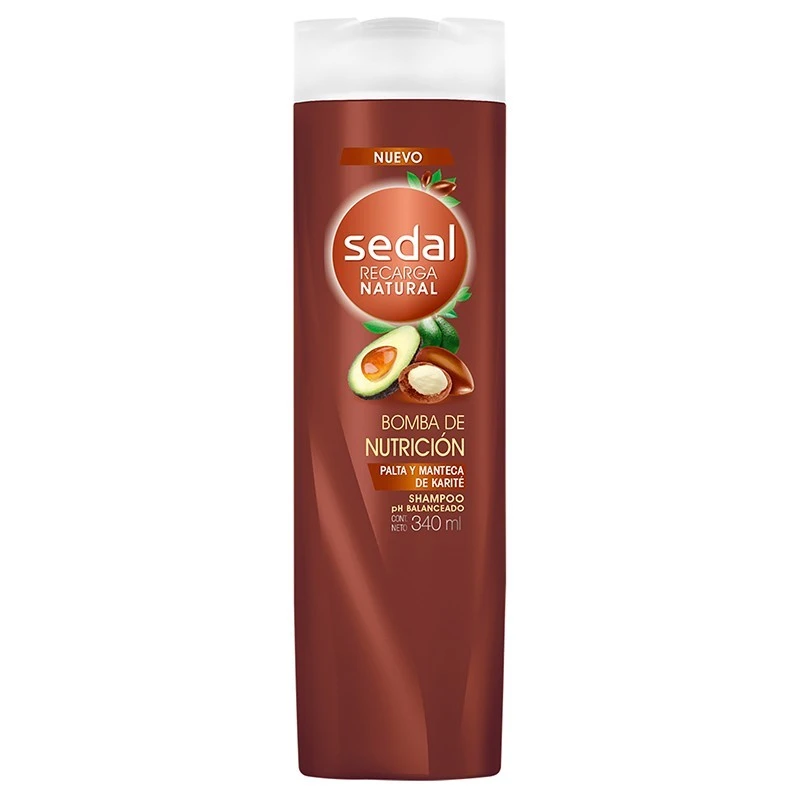 NUEVO
sedal
RECARGA
NATURAL
BOMBA DE
NUTRICIÓN
PALTA Y MANTECA
DE KARITÉ
SHAMPOO
pH BALANCEADO
CONT.
NETO 340 ml